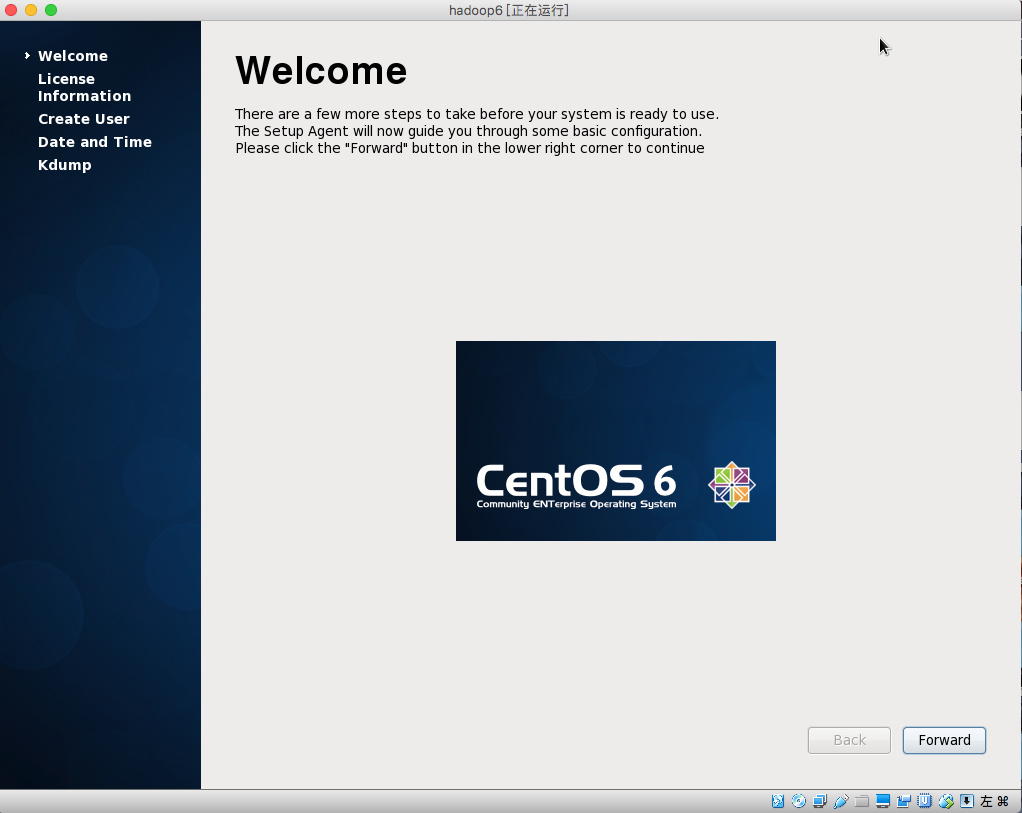 hadoop6 [正在运行]
Welcome
License
Information
Create User
Date and Time
Kdump
Welcome
There are a few more steps to take before your system is ready to use.
The Setup Agent will now guide you through some basic configuration.
Please click the "Forward" button in the lower right corner to continue
CentOS 6
Community ENTerprise Operating System
Back
Forward
左 ⌘